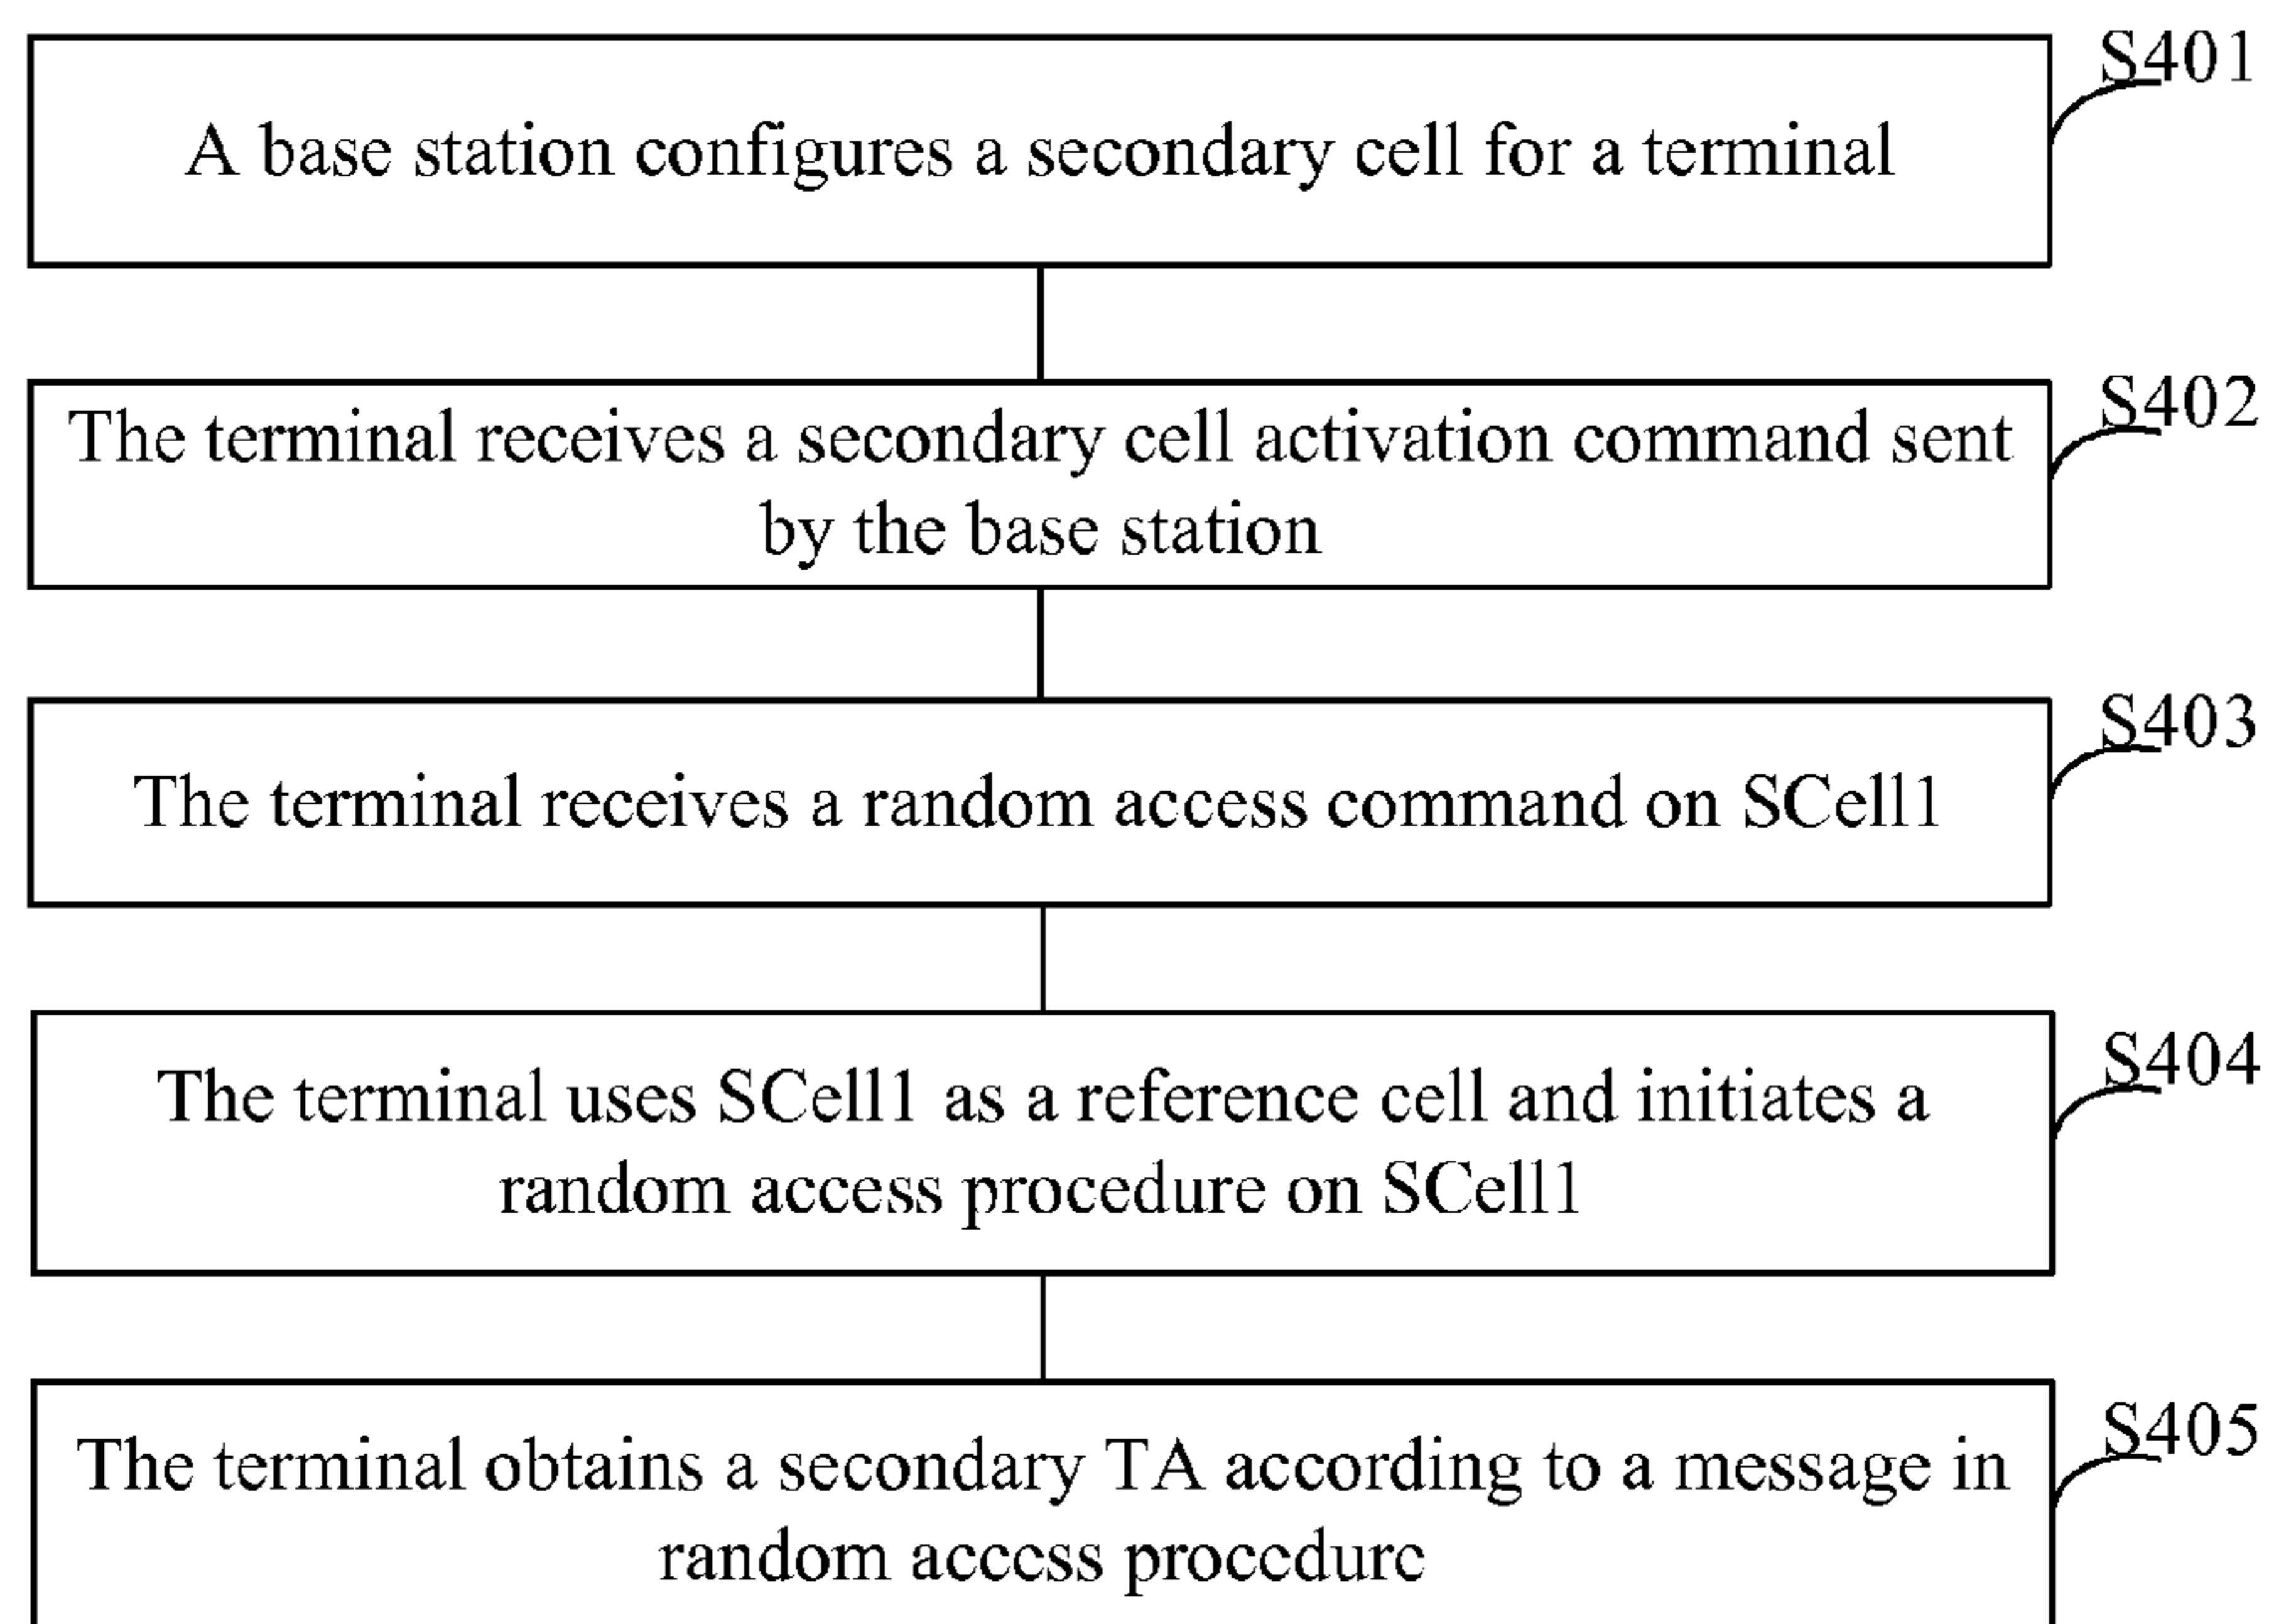 A base station configures a secondary cell for a terminal
S401
The terminal receives a secondary cell activation command sent
by the base station
S402
The terminal receives a random access command on SCell1
S403
The terminal uses SCell1 as a reference cell and initiates a
random access procedure on SCell1
S404
The terminal obtains a secondary TA according to a message in
random access procedure
S405